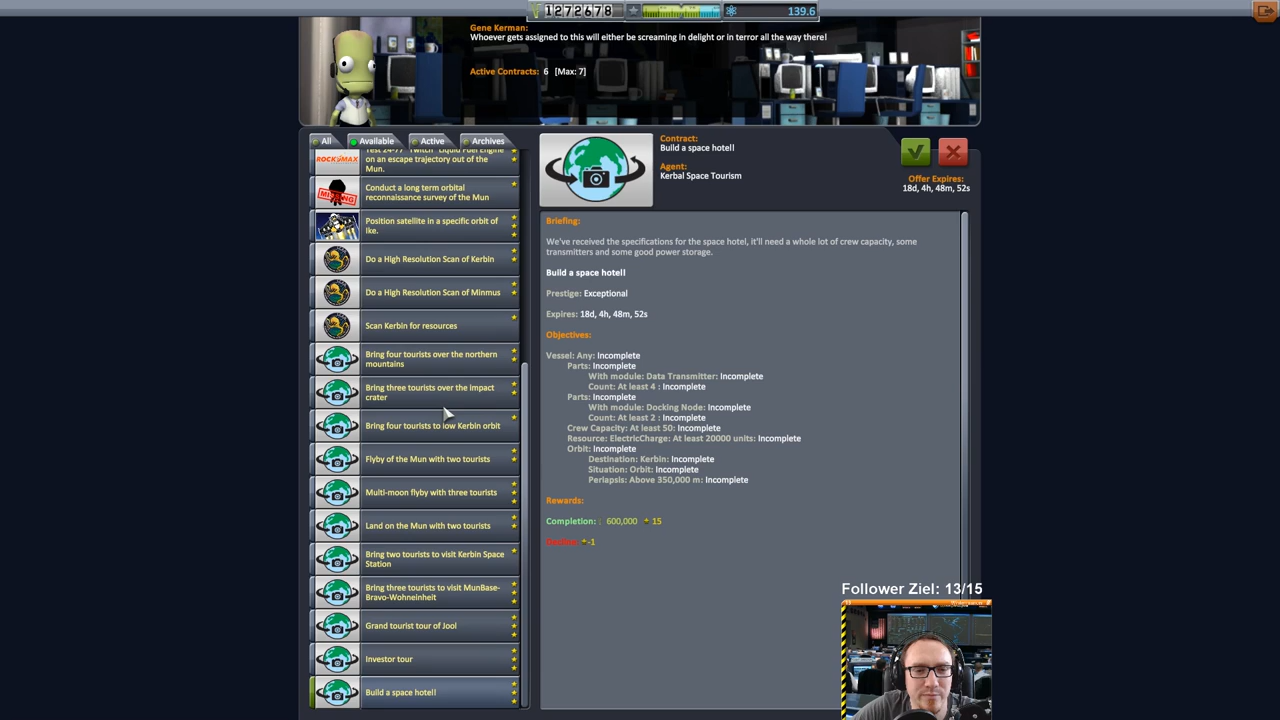 1272678
139.6
Gene Kerman:
Whoever gets assigned to this will either be screaming in delight or in terror all the way there!
Active Contracts: 6 [Max: 7]
All
Available
Active
Archives
ROCKOMAX
Test 24-77 "Twitch" Liquid Fuel Engine
on an escape trajectory out of the
Mun.
Conduct a long term orbital
reconnaissance survey of the Mun
Position satellite in a specific orbit of
Ike.
Do a High Resolution Scan of Kerbin
Do a High Resolution Scan of Minmus
Scan Kerbin for resources
Bring four tourists over the northern
mountains
Bring three tourists over the impact
crater
Bring four tourists to low Kerbin orbit
Flyby of the Mun with two tourists
Multi-moon flyby with three tourists
Land on the Mun with two tourists
Bring two tourists to visit Kerbin Space
Station
Bring three tourists to visit MunBase-
Bravo-Wohneinheit
Grand tourist tour of Jool
Investor tour
Build a space hotel!
Contract:
Build a space hotel!
Agent:
Kerbal Space Tourism
Offer Expires:
18d, 4h, 48m, 52s
Briefing:
We've received the specifications for the space hotel, it'll need a whole lot of crew capacity, some
transmitters and some good power storage.
Build a space hotel!
Prestige: Exceptional
Expires: 18d, 4h, 48m, 52s
Objectives:
Vessel: Any: Incomplete
Parts: Incomplete
With module: Data Transmitter: Incomplete
Count: At least 4 : Incomplete
Parts: Incomplete
With module: Docking Node: Incomplete
Count: At least 2 : Incomplete
Crew Capacity: At least 50: Incomplete
Resource: ElectricCharge: At least 20000 units: Incomplete
Orbit: Incomplete
Destination: Kerbin: Incomplete
Situation: Orbit: Incomplete
Periapsis: Above 350,000 m: Incomplete
Rewards:
Completion: : 600,000 15
Decline: -1
Follower Ziel: 13/15